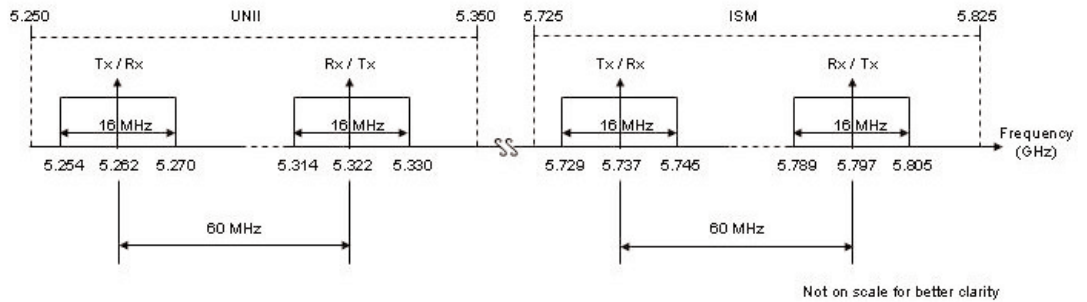 5.250 UNII 5.350 5.725 ISM 5.825
Tx / Rx Rx / Tx Tx / Rx Rx / Tx
16 MHz 16 MHz 16 MHz 16 MHz
Frequency
(GHz)
5.254 5.262 5.270 5.314 5.322 5.330 5.729 5.737 5.745 5.789 5.797 5.805
60 MHz 60 MHz
Not on scale for better clarity